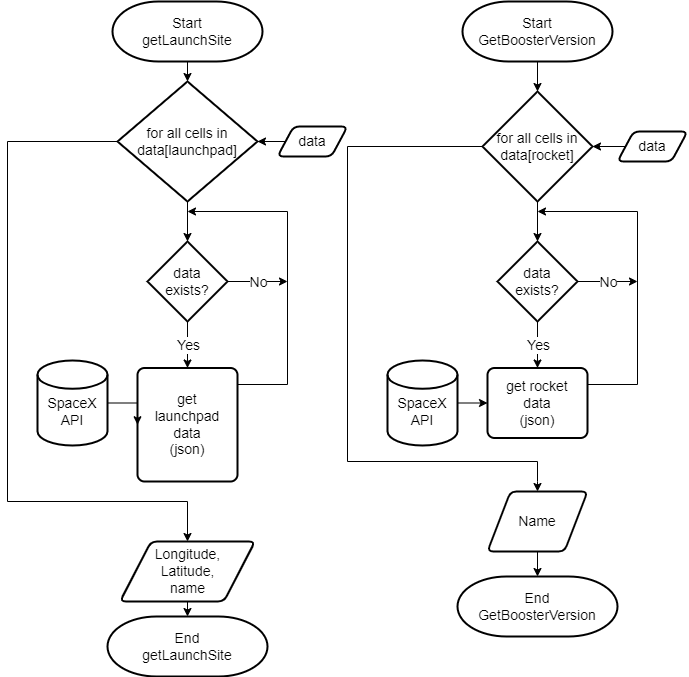 Start
getLaunchSite
for all cells in
data[launchpad]
data
data
exists?
No
Yes
SpaceX
API
get
launchpad
data
(json)
Longitude,
Latitude,
name
End
getLaunchSite
Start
GetBoosterVersion
for all cells in
data[rocket]
data
data
exists?
No
Yes
SpaceX
API
get rocket
data
(json)
Name
End
GetBoosterVersion